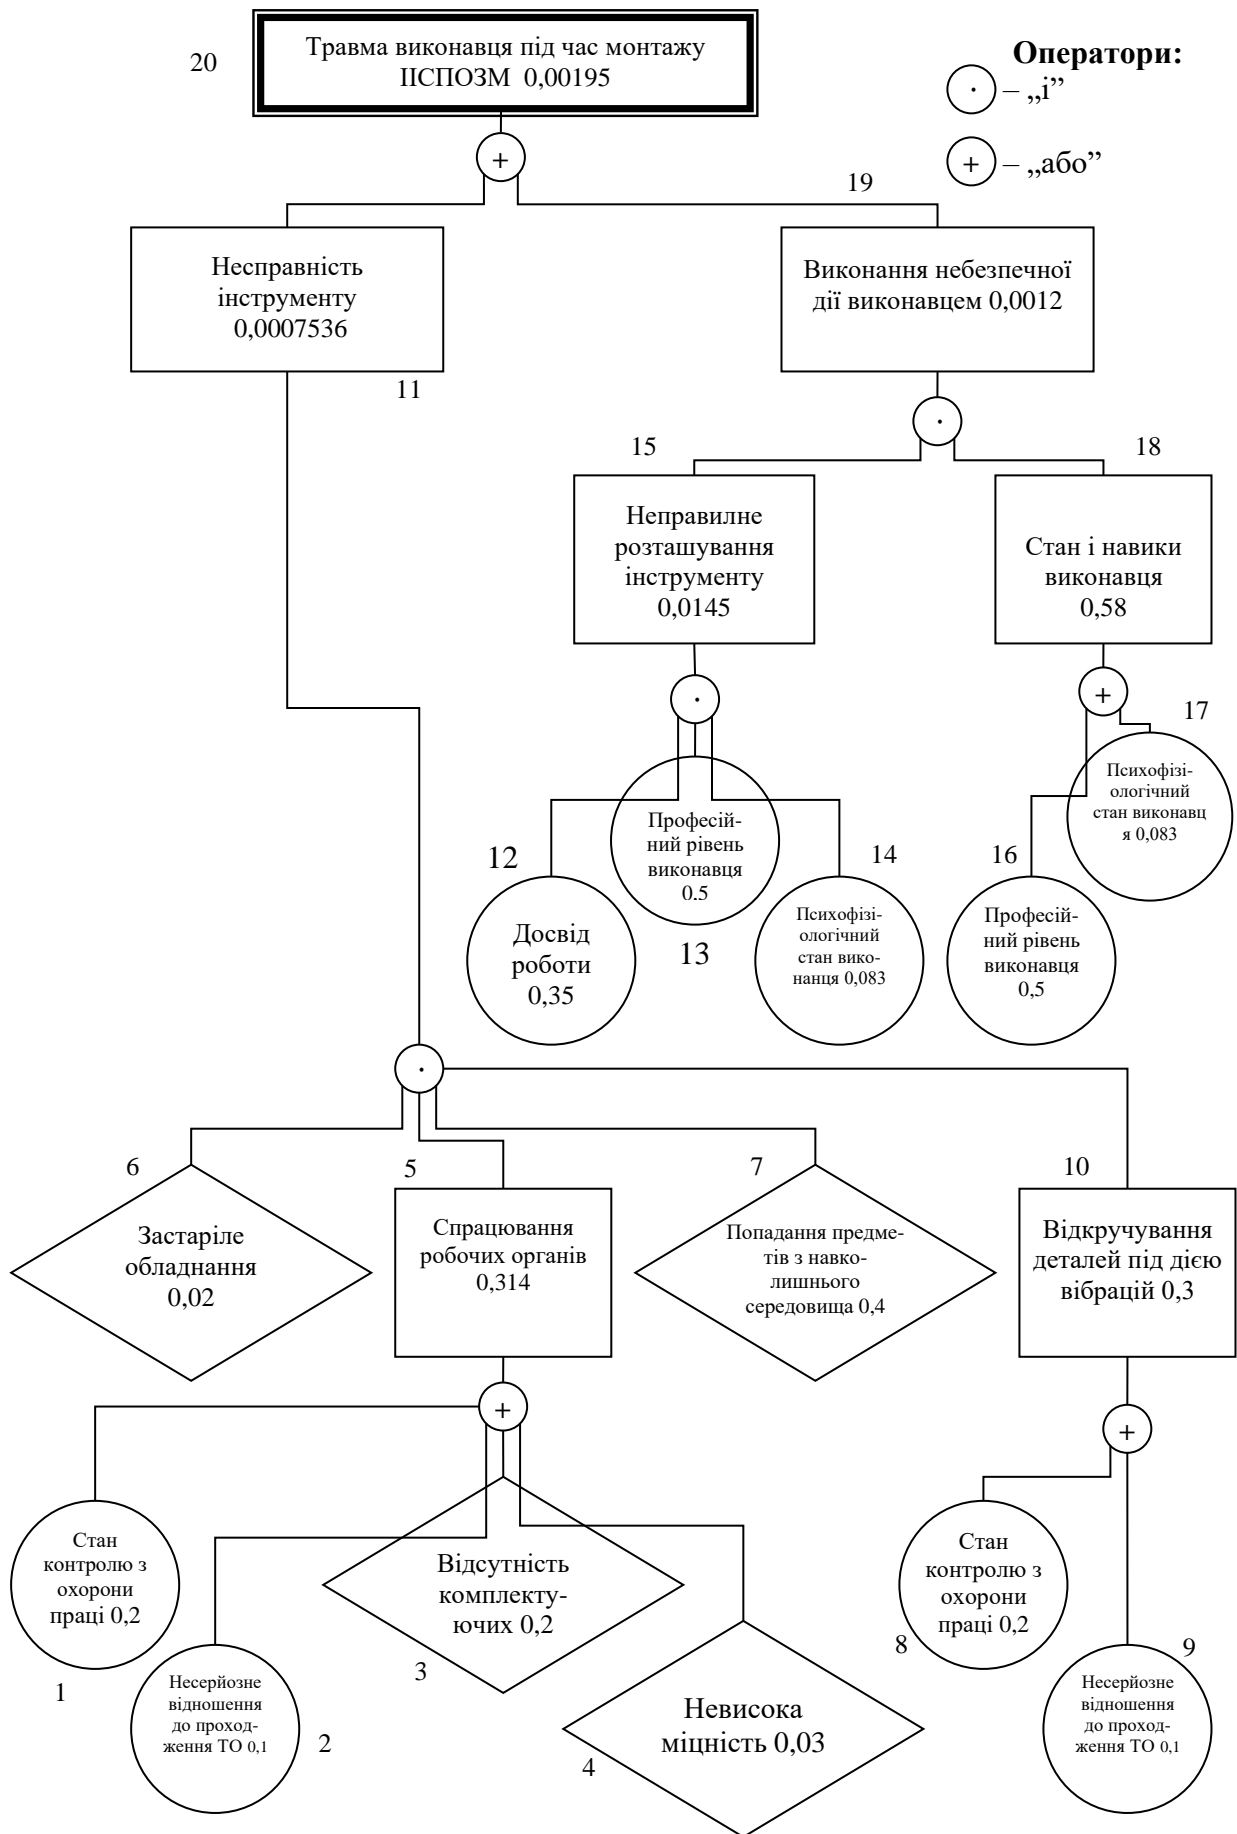 20
Травма виконавця під час монтажу
ІІСПОЗМ 0,00195
Оператори:
· – „і”
+ – „або”
+
19
Несправність
інструменту
0,0007536
11
Виконання небезпечної
дії виконавцем 0,0012
·
15
18
Неправилне
розташування
інструменту
0,0145
Стан і навики
виконавця
0,58
·
+
17
Психофізі-
ологічний
стан виконавц
я 0,083
12
Досвід
роботи
0,35
Професій-
ний рівень
виконавця
0.5
13
14
Психофізі-
ологічний
стан вико-
нанця 0,083
16
Професій-
ний рівень
виконавця
0,5
·
6
Застаріле
обладнання
0,02
5
Спрацювання
робочих органів
0,314
7
Попадання предме-
тів з навко-
лишнього
середовища 0,4
10
Відкручування
деталей під дією
вібрацій 0,3
+
+
Стан
контролю з
охорони
праці 0,2
1
Несерйозне
відношення
до проход-
ження ТО 0,1
2
Відсутність
комплекту-
ючих 0,2
3
Невисока
міцність 0,03
4
Стан
контролю з
охорони
праці 0,2
8
9
Несерйозне
відношення
до проход-
ження ТО 0,1